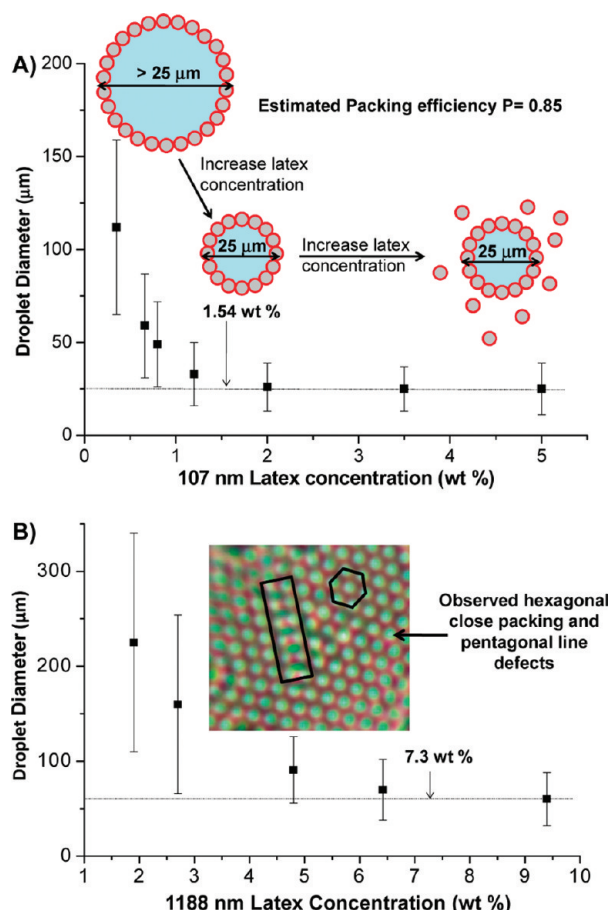 A)
> 25 μm
Estimated Packing efficiency P= 0.85
Increase latex
concentration
25 μm
Increase latex
concentration
25 μm
1.54 wt %
Droplet Diameter (μm)
200
150
100
50
0
0 1 2 3 4 5
107 nm Latex concentration (wt %)
B)
Observed hexagonal
close packing and
pentagonal line
defects
7.3 wt %
Droplet Diameter (μm)
300
200
100
0
1 2 3 4 5 6 7 8 9 10
1188 nm Latex Concentration (wt %)